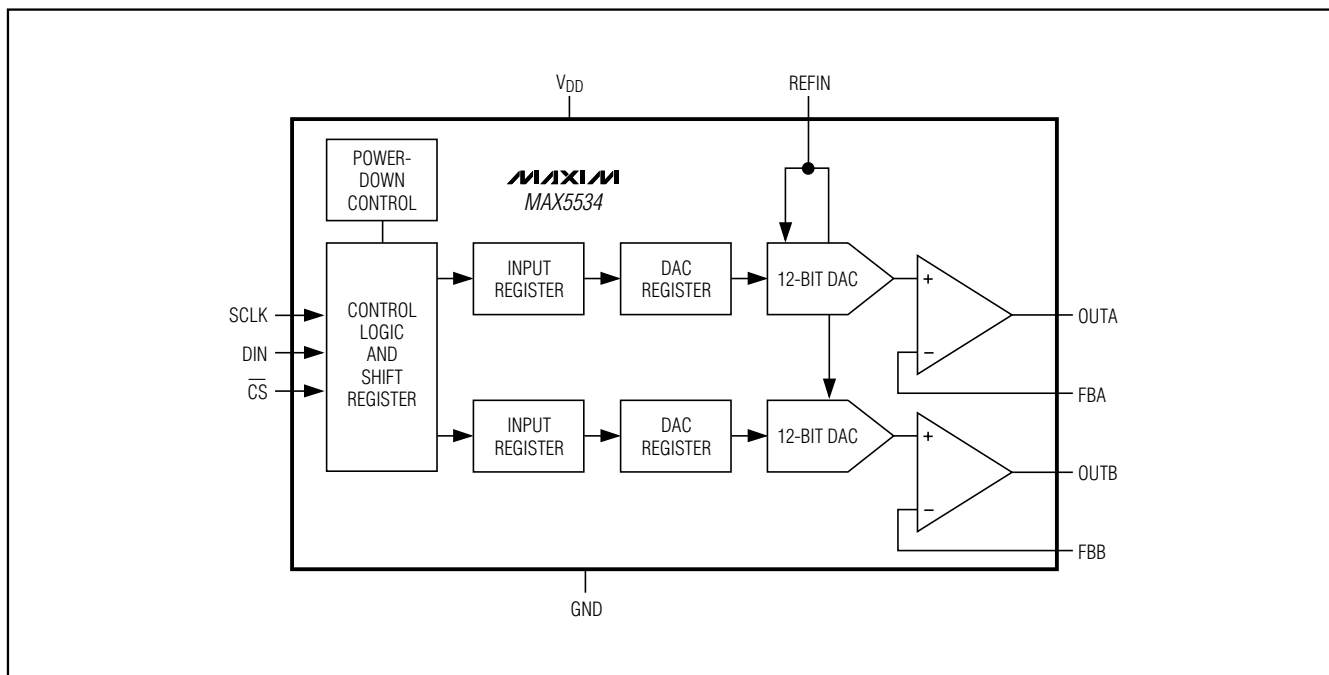 VDD
REFIN
POWER-
DOWN
CONTROL
MAXIM
MAX5534
INPUT
REGISTER
DAC
REGISTER
12-BIT DAC
+
−
SCLK
DIN
CS
CONTROL
LOGIC
AND
SHIFT
REGISTER
OUTA
FBA
INPUT
REGISTER
DAC
REGISTER
12-BIT DAC
+
−
OUTB
FBB
GND